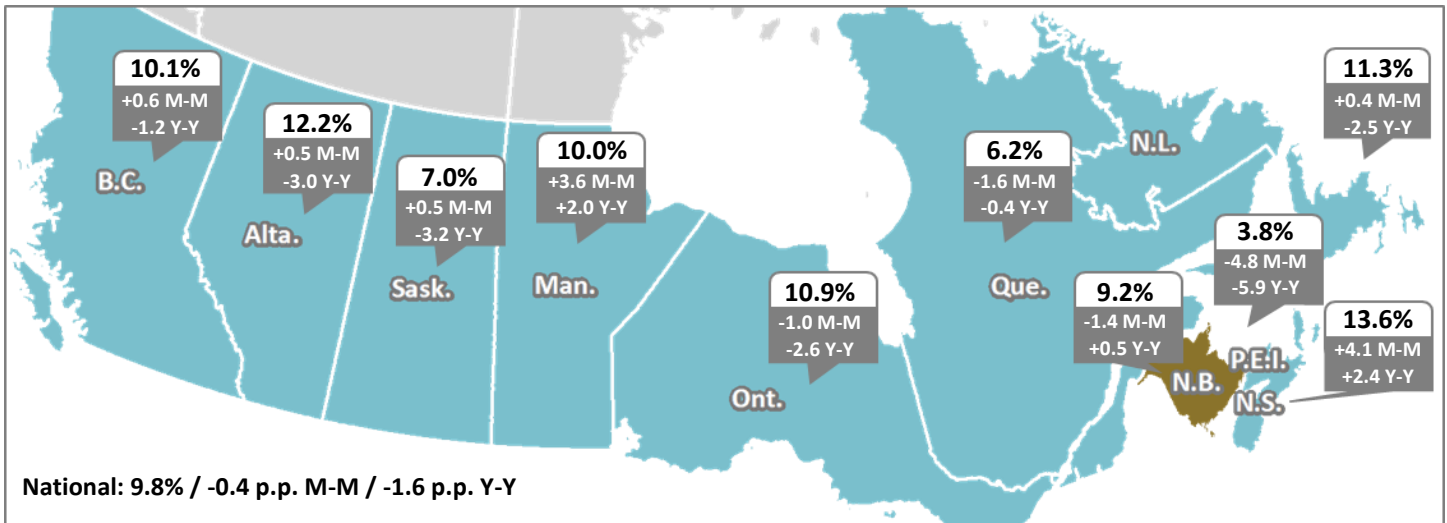 10.1%
+0.6 M-M
-1.2 Y-Y
B.C.
12.2%
+0.5 M-M
-3.0 Y-Y
Alta.
7.0%
+0.5 M-M
-3.2 Y-Y
Sask.
10.0%
+3.6 M-M
+2.0 Y-Y
Man.
10.9%
-1.0 M-M
-2.6 Y-Y
Ont.
6.2%
-1.6 M-M
-0.4 Y-Y
Que.
11.3%
+0.4 M-M
-2.5 Y-Y
N.L.
9.2%
-1.4 M-M
+0.5 Y-Y
N.B.
3.8%
-4.8 M-M
-5.9 Y-Y
P.E.I.
13.6%
+4.1 M-M
+2.4 Y-Y
N.S.
National: 9.8% / -0.4 p.p. M-M / -1.6 p.p. Y-Y